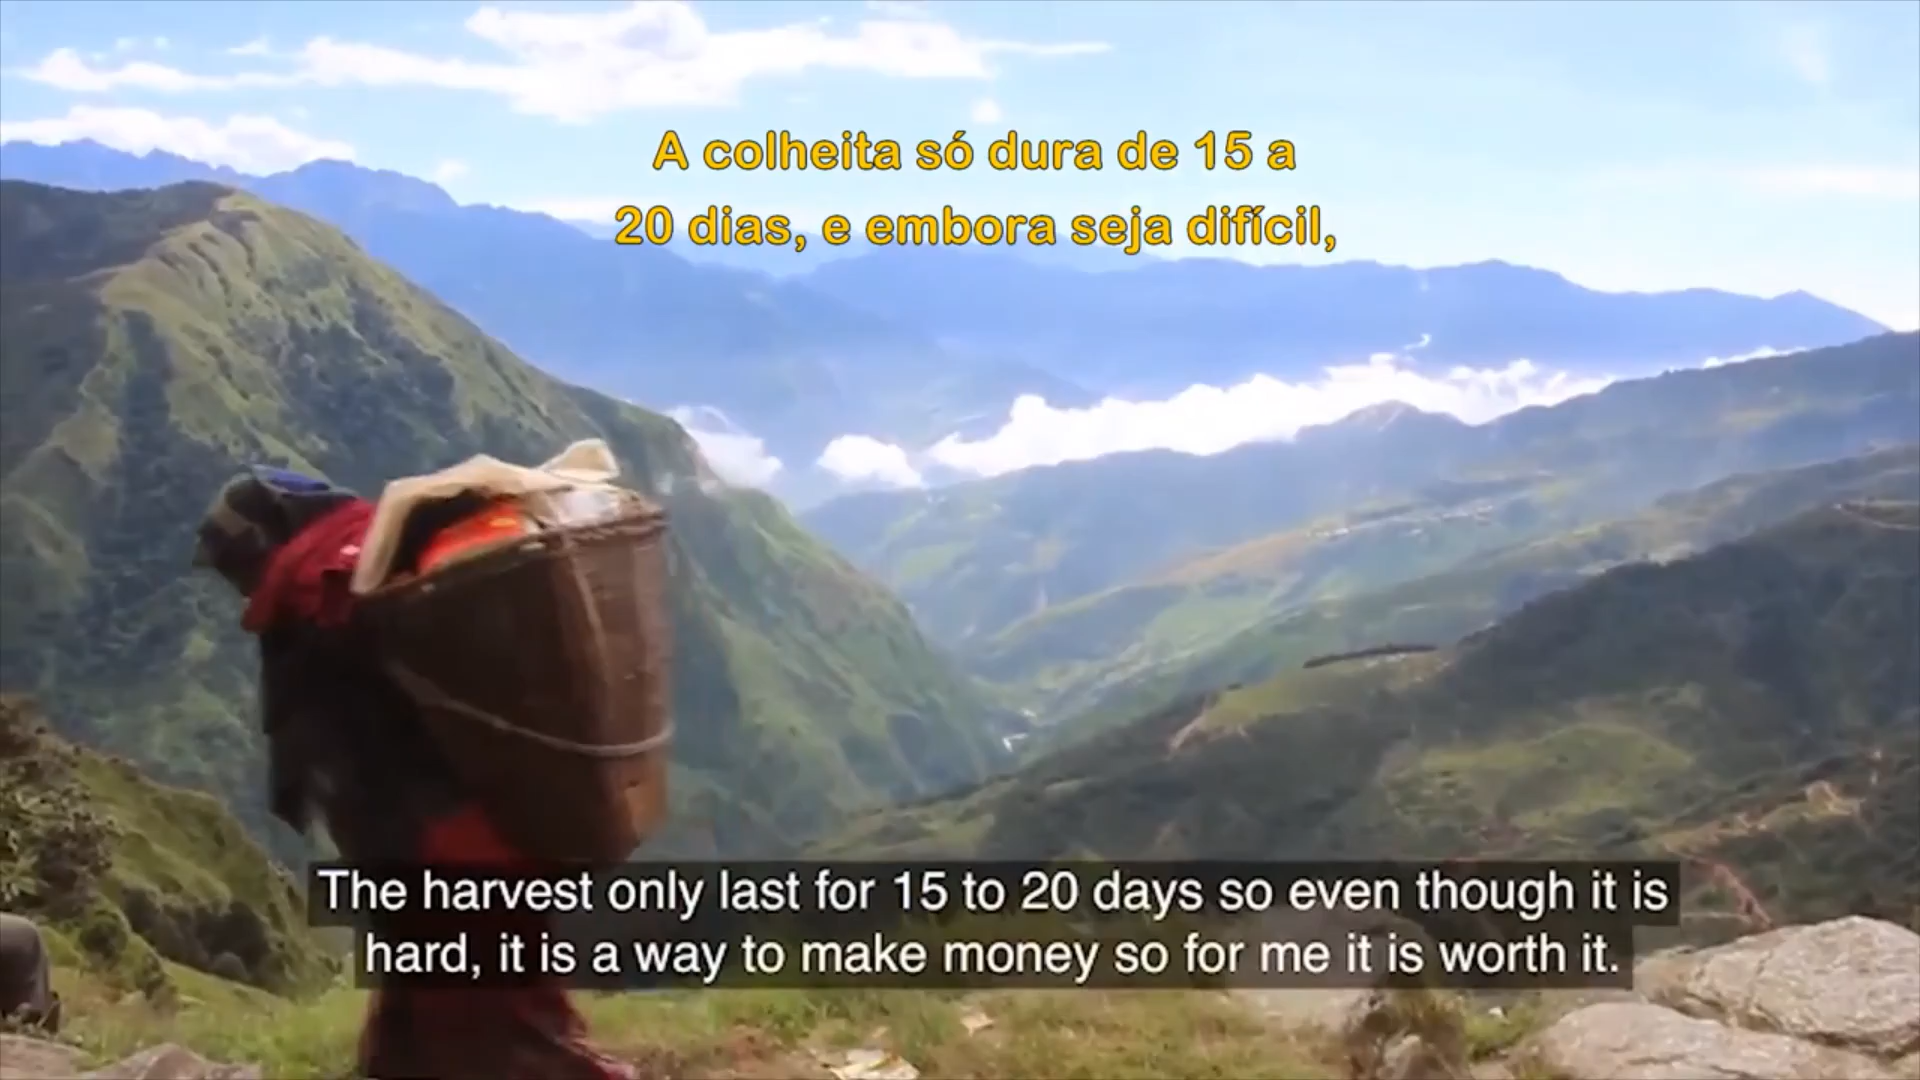 A colheita só dura de 15 a
20 dias, e embora seja difícil,
The harvest only last for 15 to 20 days so even though it is
hard, it is a way to make money so for me it is worth it.